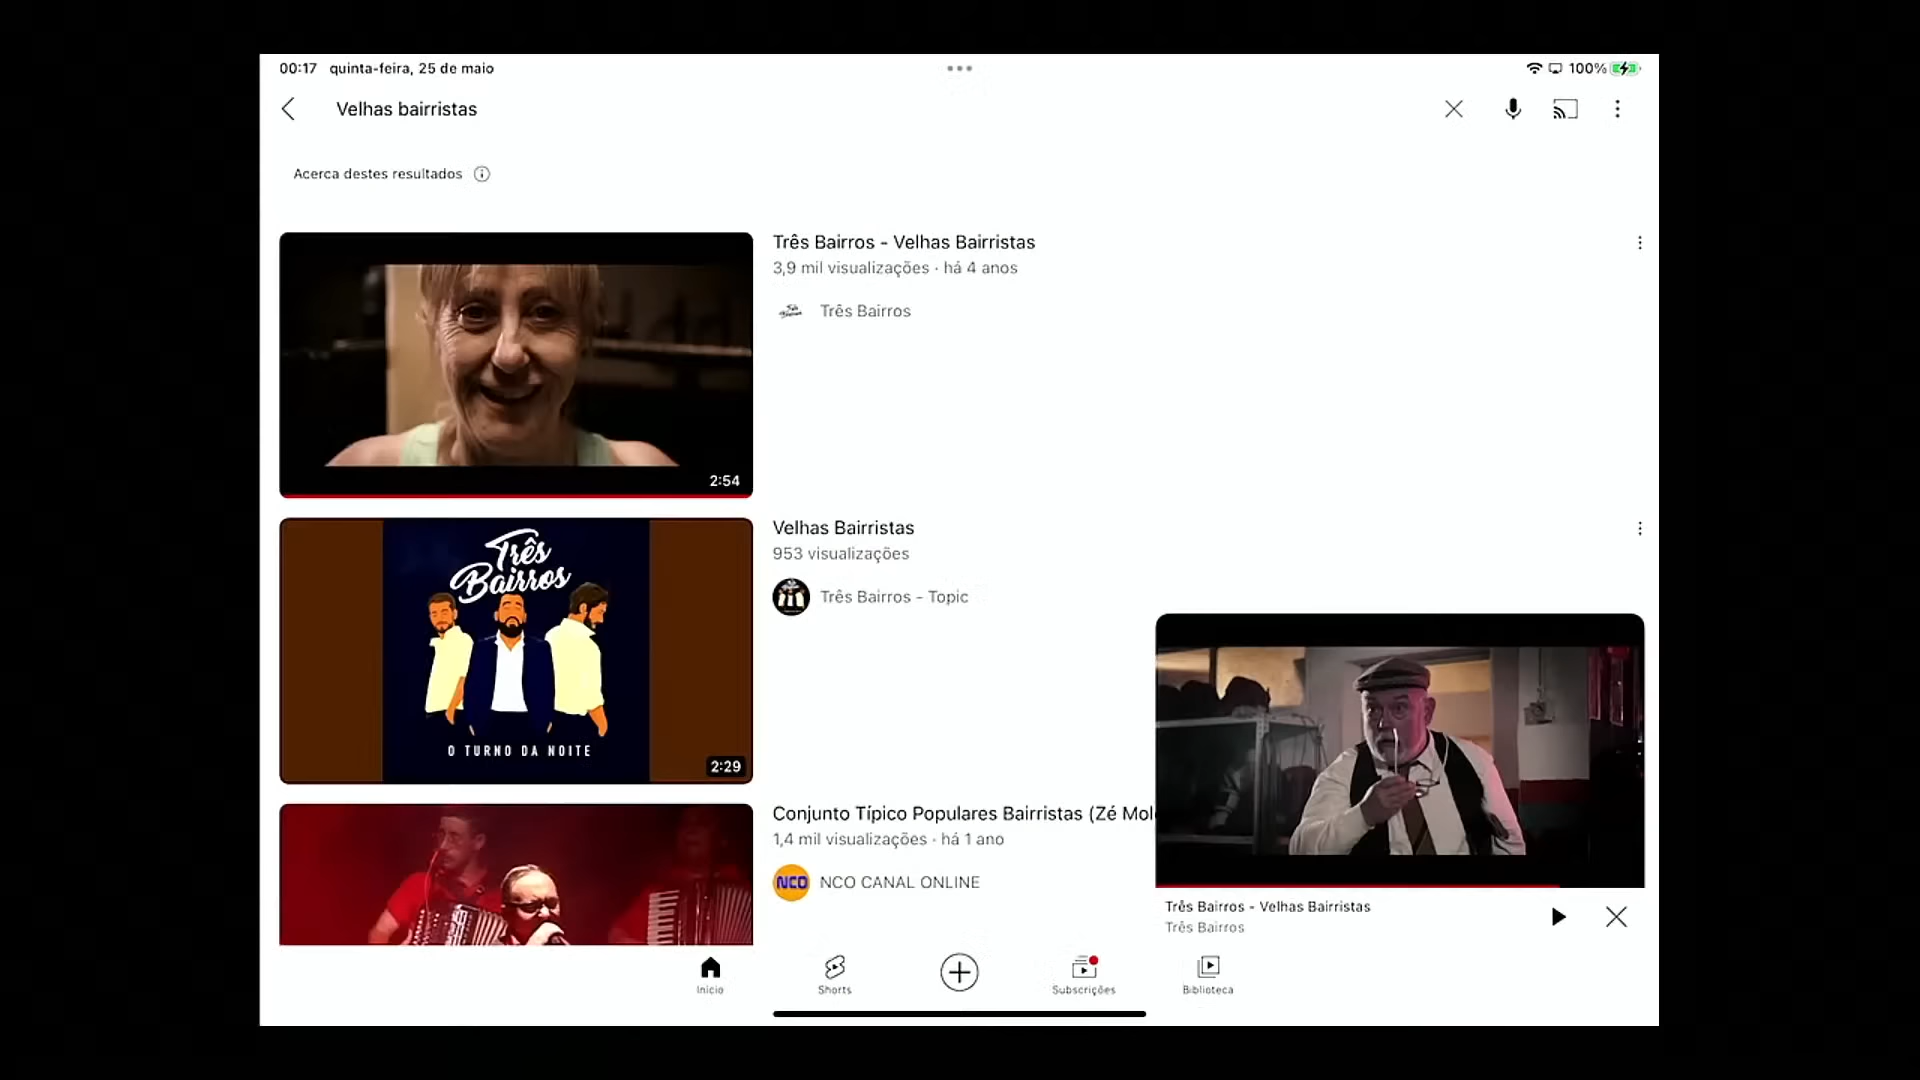 00:17 quinta-feira, 25 de maio
100%
Velhas bairristas
Acerca destes resultados
Três Bairros - Velhas Bairristas
3,9 mil visualizações · há 4 anos
Três Bairros
2:54
Velhas Bairristas
953 visualizações
Três Bairros - Topic
Três
Bairros
O TURNO DA NOITE
2:29
Conjunto Típico Populares Bairristas (Zé
1,4 mil visualizações · há 1 ano
NCO
NCO CANAL ONLINE
Três Bairros - Velhas Bairristas
Três Bairros
Início
Shorts
Subscrições
Biblioteca